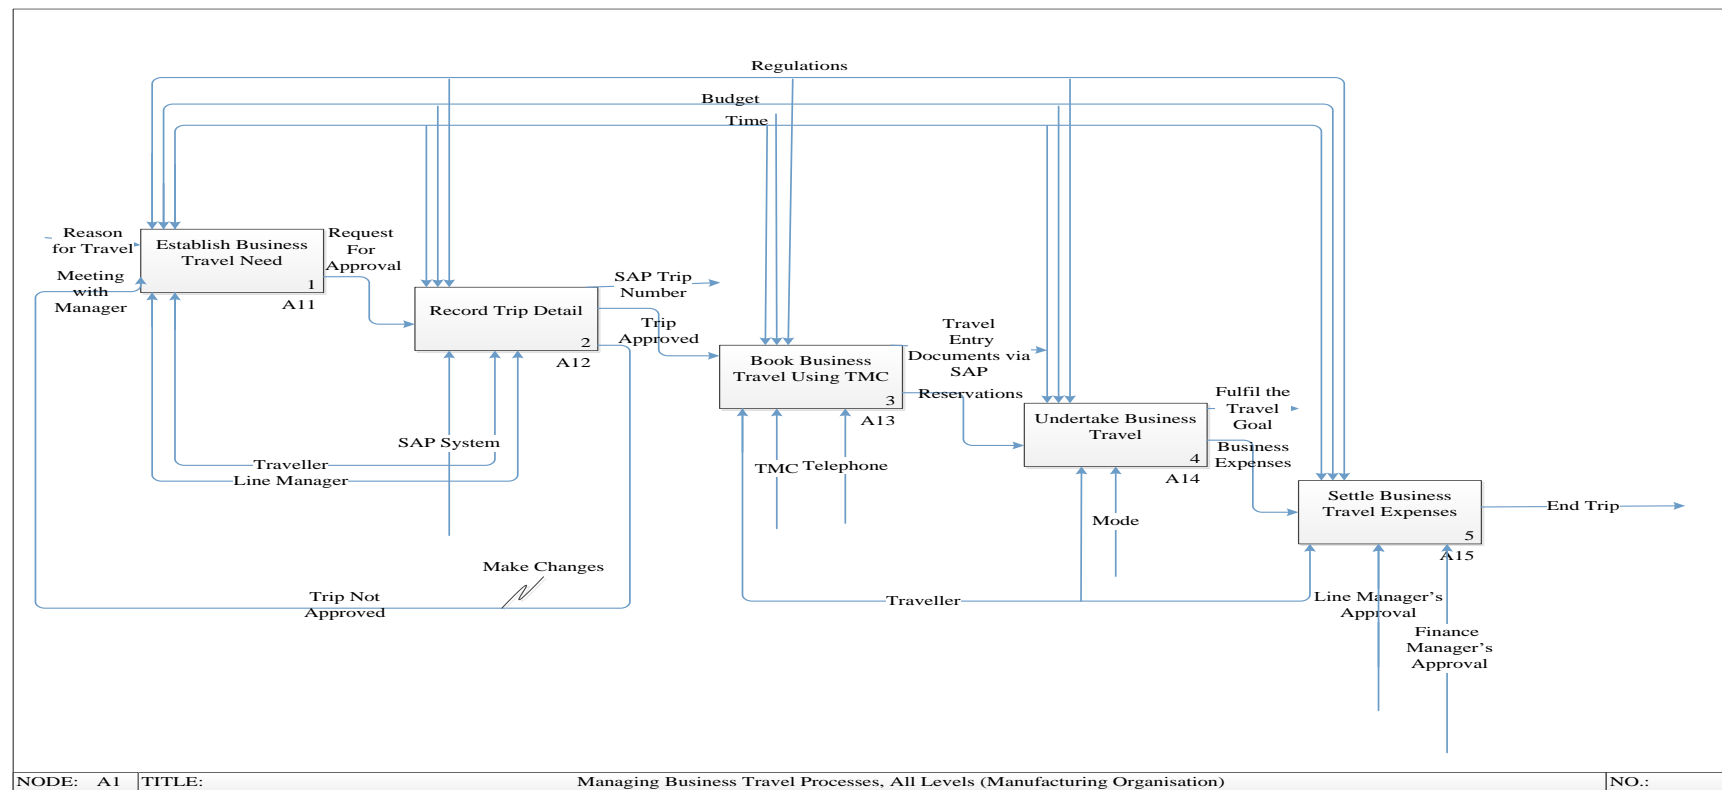 Regulations
Budget
Time
Reason
for Travel
Meeting
with
Manager
Establish Business
Travel Need
1
A11
Request
For
Approval
Record Trip Detail
2
A12
SAP Trip
Number
Trip
Approved
Book Business
Travel Using TMC
3
A13
Travel
Entry
Documents via
SAP
Reservations
Undertake Business
Travel
4
A14
Fulfil the
Travel
Goal
Business
Expenses
Settle Business
Travel Expenses
5
A15
End Trip
SAP System
Traveller
Line Manager
TMC
Telephone
Mode
Make Changes
Trip Not
Approved
Traveller
Line Manager’s
Approval
Finance
Manager’s
Approval
NODE: A1
TITLE:
Managing Business Travel Processes, All Levels (Manufacturing Organisation)
NO.: